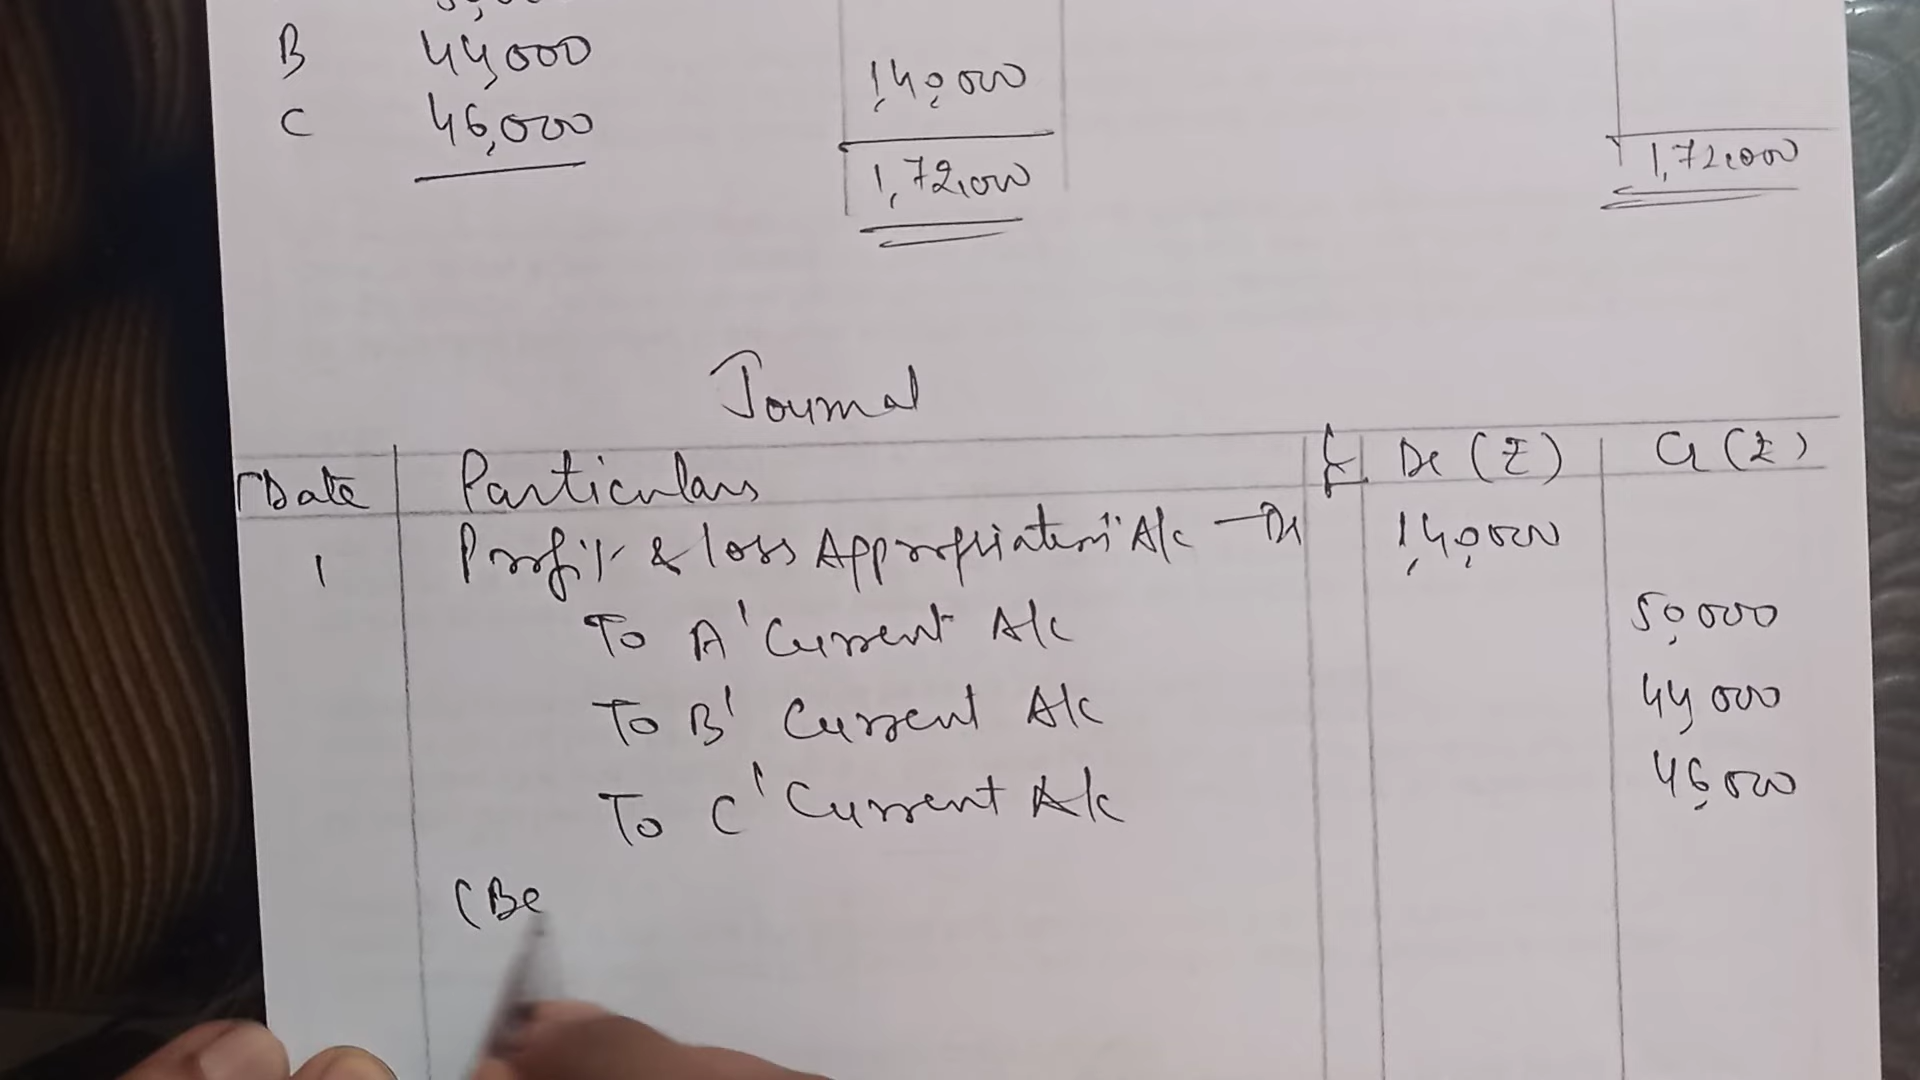 B 44,000 1,40,000
C 46,000
1,72,000 1,72,000
Journal
Date Particulars L.F. Dr (₹) Cr (₹)
1 Profit & loss Appropriation A/c — Dr 1,40,000
To A' Current A/c 50,000
To B' Current A/c 44,000
To C' Current A/c 46,000
(Be